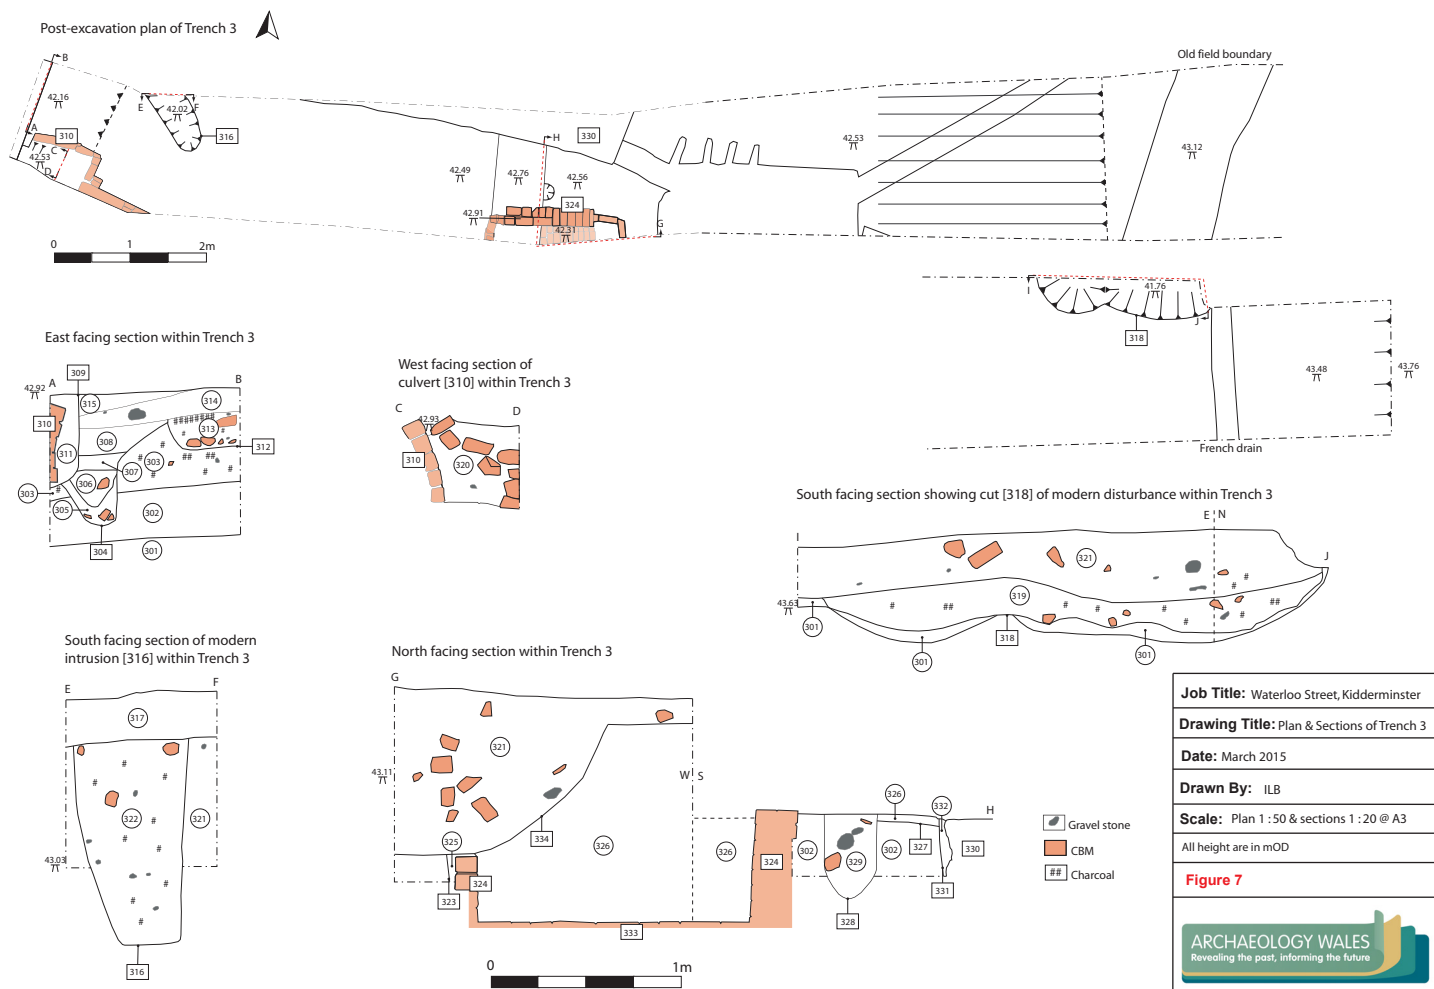 Post-excavation plan of Trench 3
Old field boundary
B
42.16
A
310
42.53
C
D
E
42.02
F
316
H
330
42.49
42.76
42.56
324
42.91
42.31
G
42.53
43.12
0 1 2m
I
41.76
J
318
43.48
43.76
French drain
East facing section within Trench 3
309
42.92
A
B
315
314
310
313
308
312
311
307
303
306
303
305
302
304
301
West facing section of
culvert [310] within Trench 3
C
42.93
D
310
320
South facing section showing cut [318] of modern disturbance within Trench 3
E N
I
J
321
319
43.63
301
318
301
301
South facing section of modern
intrusion [316] within Trench 3
E
F
317
322
321
43.03
316
North facing section within Trench 3
G
321
43.11
W S
325
334
326
326
324
323
333
324
302
329
302
326
332
H
327
330
331
328
0 1m
Gravel stone
CBM
## Charcoal
Job Title: Waterloo Street, Kidderminster
Drawing Title: Plan & Sections of Trench 3
Date: March 2015
Drawn By: ILB
Scale: Plan 1 : 50 & sections 1 : 20 @ A3
All height are in mOD
Figure 7
ARCHAEOLOGY WALES
Revealing the past, informing the future